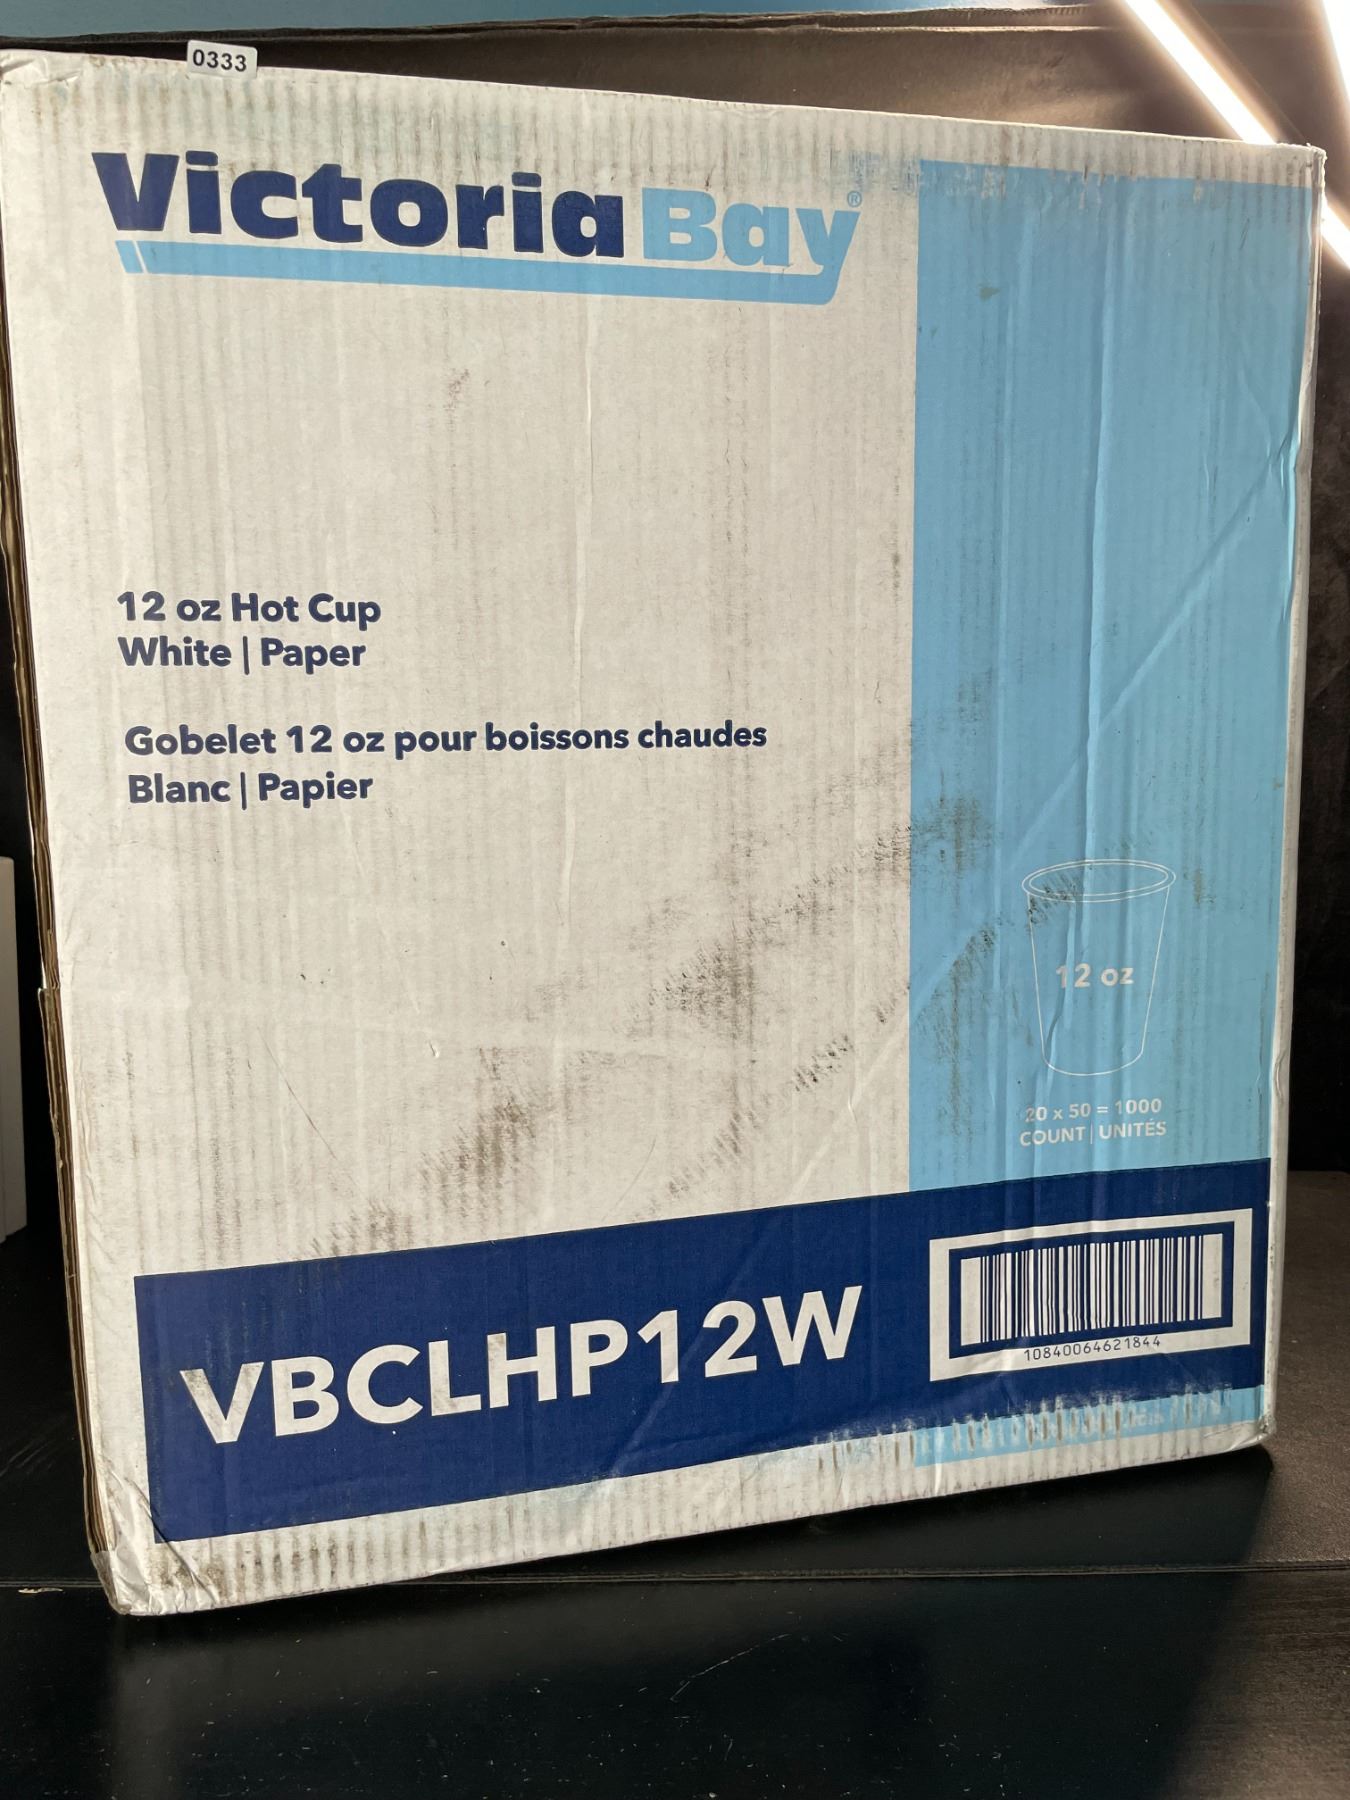 0333
Victoria Bay®
12 oz Hot Cup
White | Paper
Gobelet 12 oz pour boissons chaudes
Blanc | Papier
12 oz
20 x 50 = 1000
COUNT | UNITÉS
VBCLHP12W
10840064621844